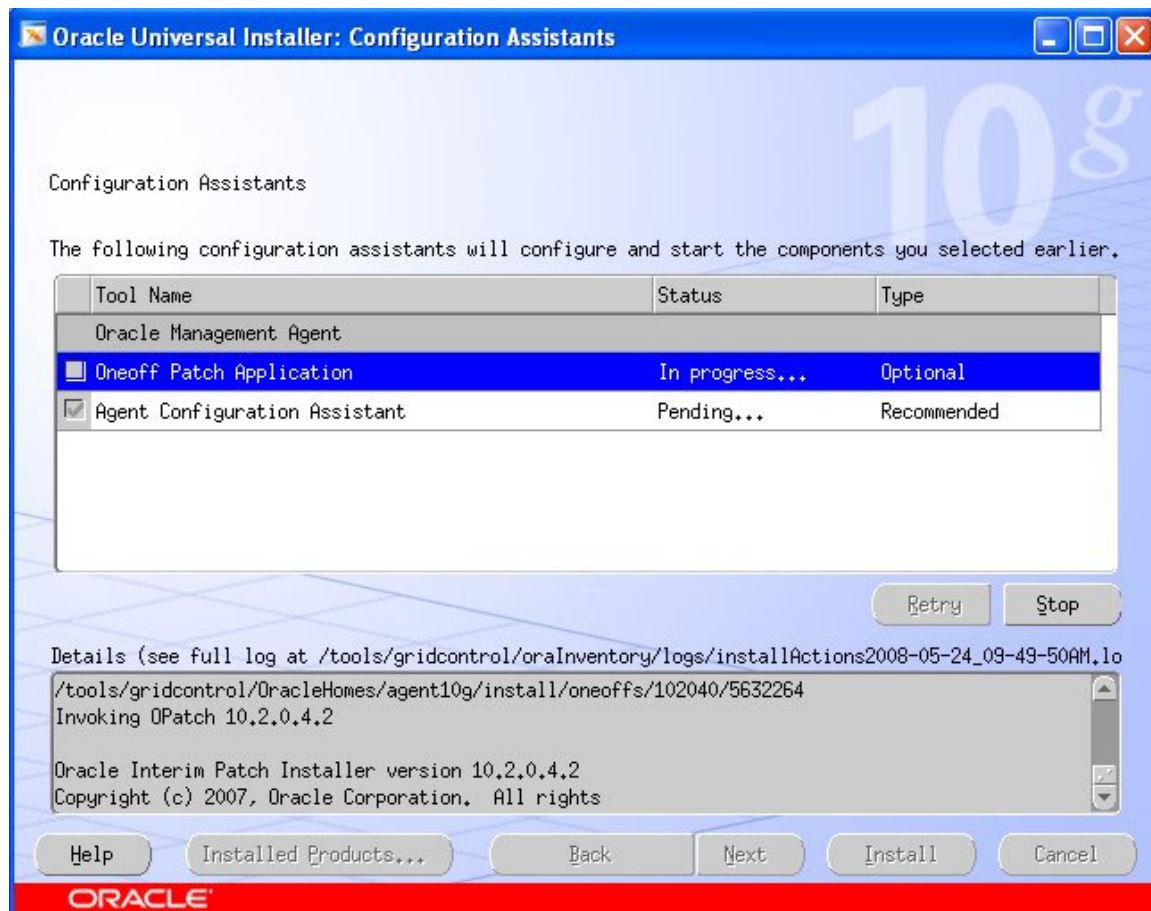 Oracle Universal Installer: Configuration Assistants
10g
Configuration Assistants
The following configuration assistants will configure and start the components you selected earlier.
Tool Name Status Type
Oracle Management Agent
Oneoff Patch Application In progress... Optional
Agent Configuration Assistant Pending... Recommended
Retry Stop
Details (see full log at /tools/gridcontrol/oraInventory/logs/installActions2008-05-24_09-49-50AM.lo
/tools/gridcontrol/OracleHomes/agent10g/install/oneoffs/102040/5632264
Invoking OPatch 10.2.0.4.2
Oracle Interim Patch Installer version 10.2.0.4.2
Copyright (c) 2007, Oracle Corporation. All rights
Help Installed Products... Back Next Install Cancel
ORACLE